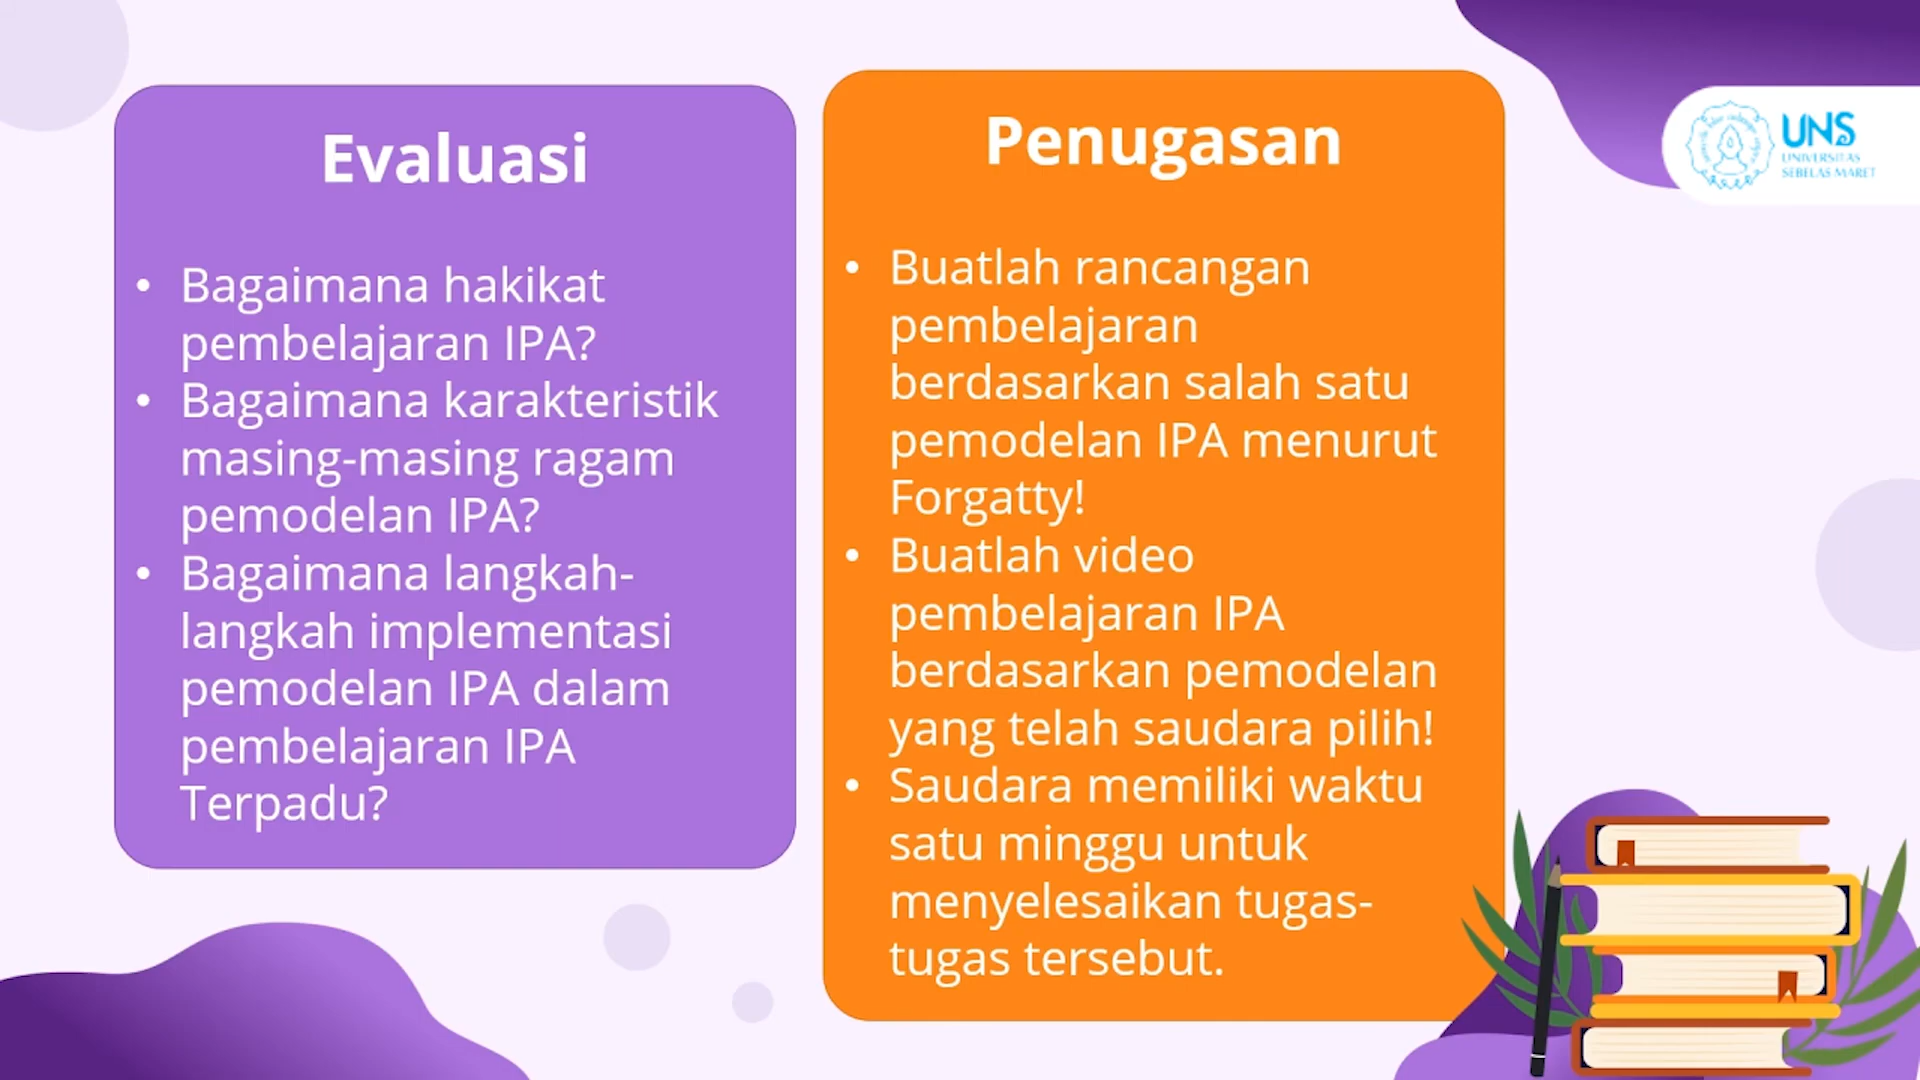 Evaluasi
• Bagaimana hakikat
pembelajaran IPA?
• Bagaimana karakteristik
masing-masing ragam
pemodelan IPA?
• Bagaimana langkah-
langkah implementasi
pemodelan IPA dalam
pembelajaran IPA
Terpadu?
Penugasan
• Buatlah rancangan
pembelajaran
berdasarkan salah satu
pemodelan IPA menurut
Forgatty!
• Buatlah video
pembelajaran IPA
berdasarkan pemodelan
yang telah saudara pilih!
• Saudara memiliki waktu
satu minggu untuk
menyelesaikan tugas-
tugas tersebut.
UNS
UNIVERSITAS
SEBELAS MARET